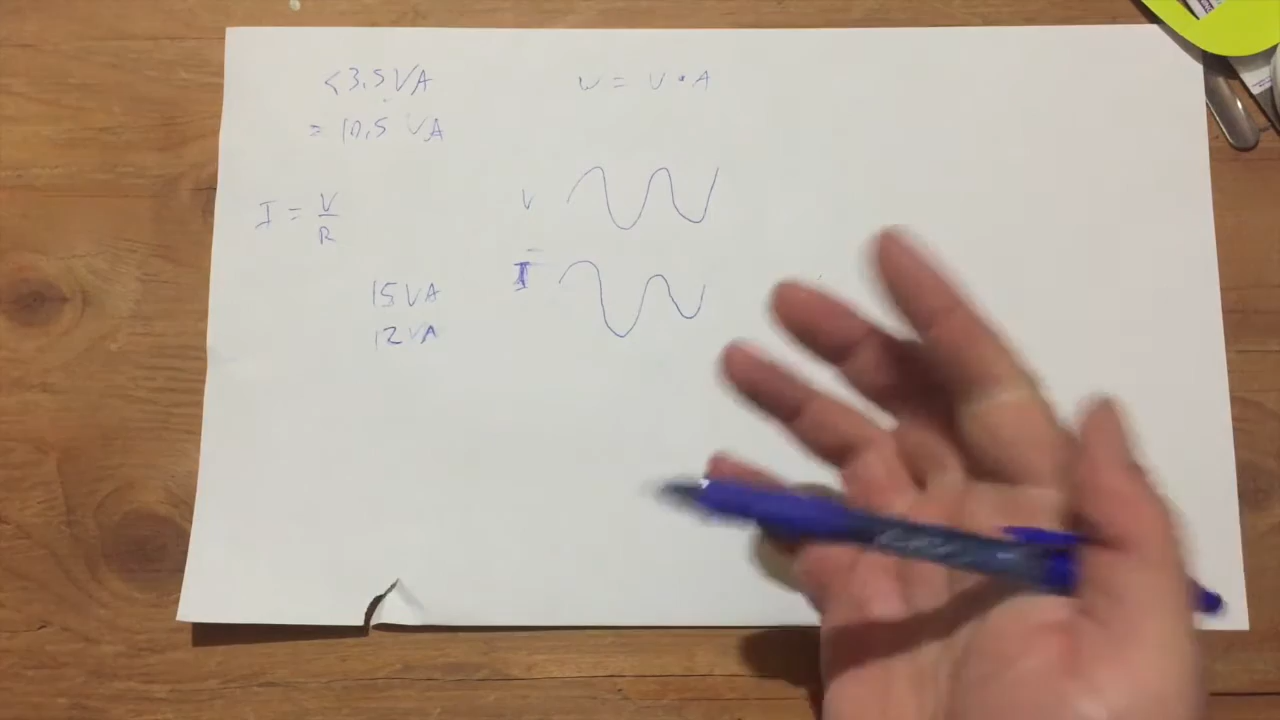 <3.5 VA
= 10.5 VA
W = V • A
I = V
R
V
I
15 VA
12 VA